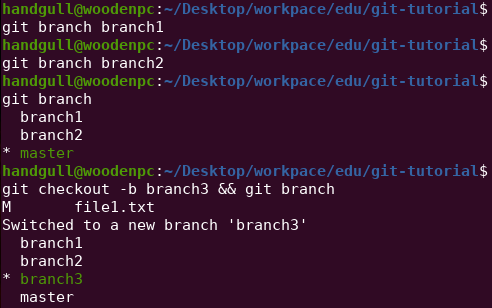 handgull@woodenpc:~/Desktop/workpace/edu/git-tutorial$
git branch branch1
handgull@woodenpc:~/Desktop/workpace/edu/git-tutorial$
git branch branch2
handgull@woodenpc:~/Desktop/workpace/edu/git-tutorial$
git branch
  branch1
  branch2
* master
handgull@woodenpc:~/Desktop/workpace/edu/git-tutorial$
git checkout -b branch3 && git branch
M       file1.txt
Switched to a new branch 'branch3'
  branch1
  branch2
* branch3
  master